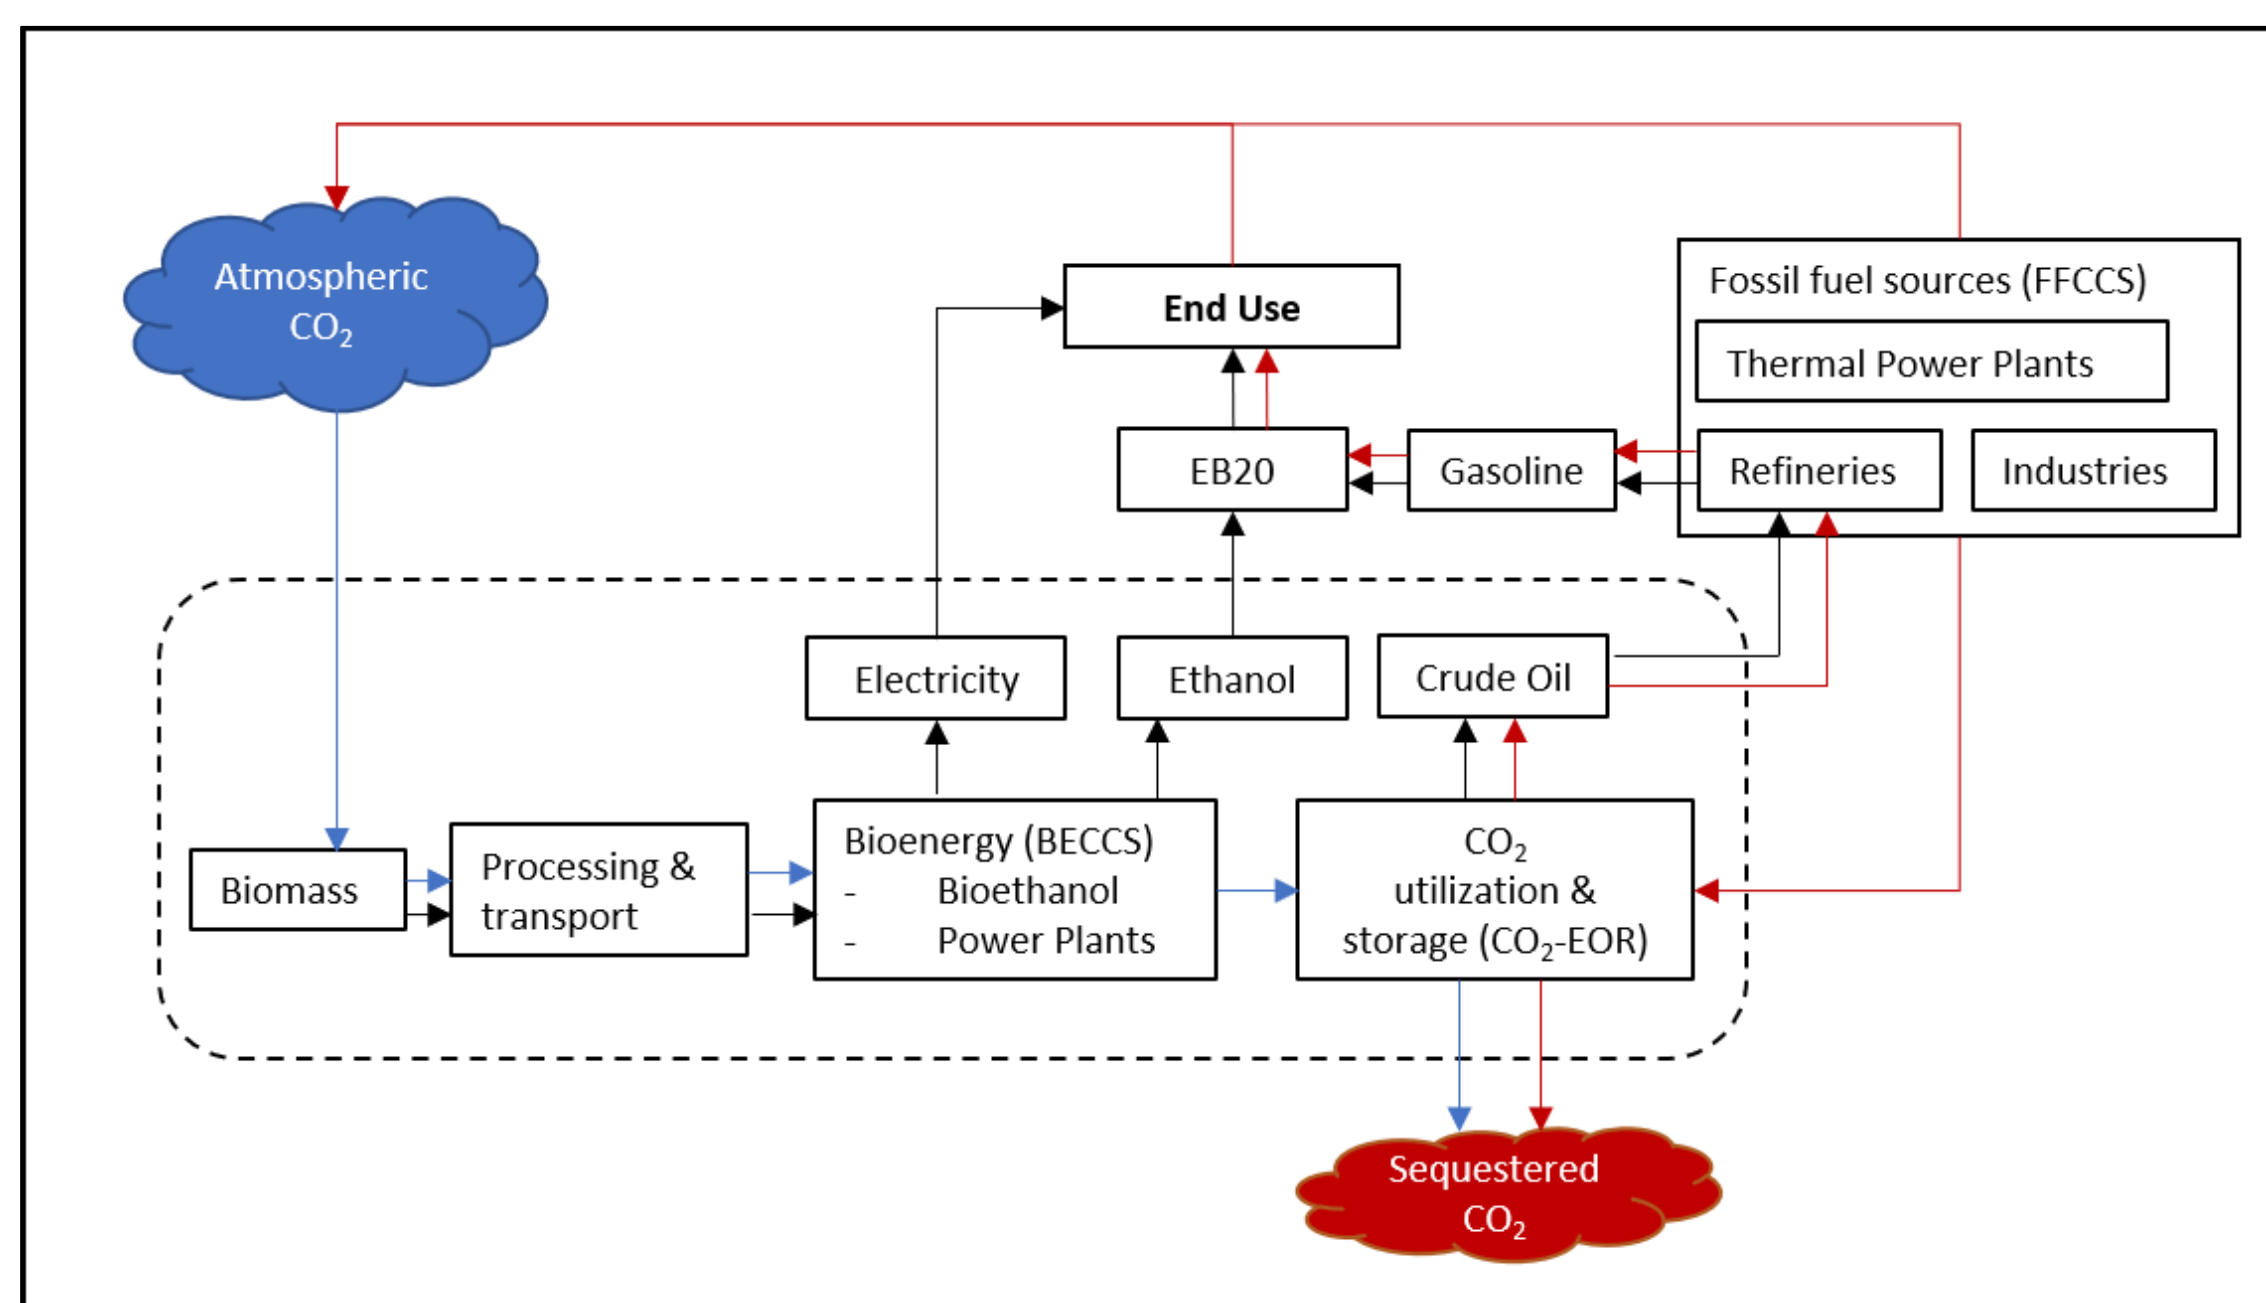 Atmospheric
CO₂
End Use
Fossil fuel sources (FFCCS)
Thermal Power Plants
EB20
Gasoline
Refineries
Industries
Electricity
Ethanol
Crude Oil
Biomass
Processing &
transport
Bioenergy (BECCS)
- Bioethanol
- Power Plants
CO₂
utilization &
storage (CO₂-EOR)
Sequestered
CO₂